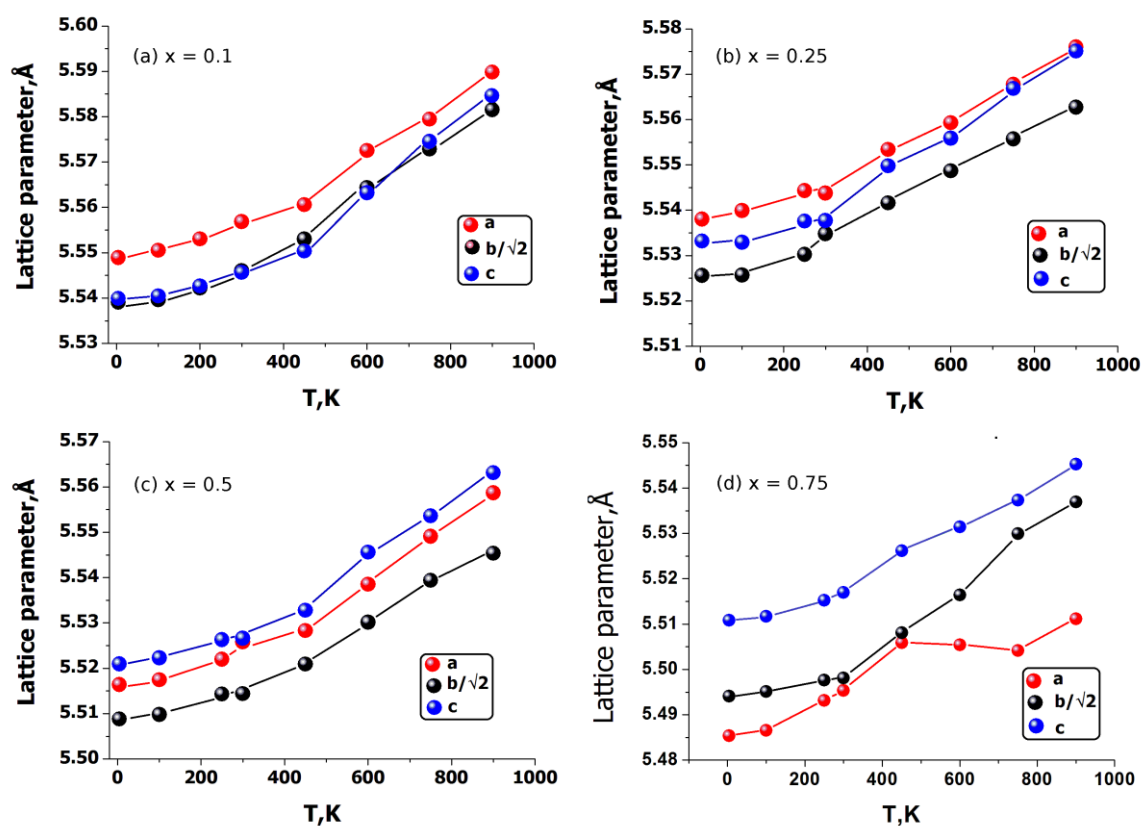 (a) x = 0.1
Lattice parameter,Å
5.60
5.59
5.58
5.57
5.56
5.55
5.54
5.53
a
b/√2
c
0 200 400 600 800 1000
T,K
(b) x = 0.25
Lattice parameter,Å
5.58
5.57
5.56
5.55
5.54
5.53
5.52
5.51
a
b/√2
c
0 200 400 600 800 1000
T,K
(c) x = 0.5
Lattice parameter,Å
5.57
5.56
5.55
5.54
5.53
5.52
5.51
5.50
a
b/√2
c
0 200 400 600 800 1000
T,K
(d) x = 0.75
Lattice parameter,Å
5.55
5.54
5.53
5.52
5.51
5.50
5.49
5.48
a
b/√2
c
0 200 400 600 800 1000
T,K